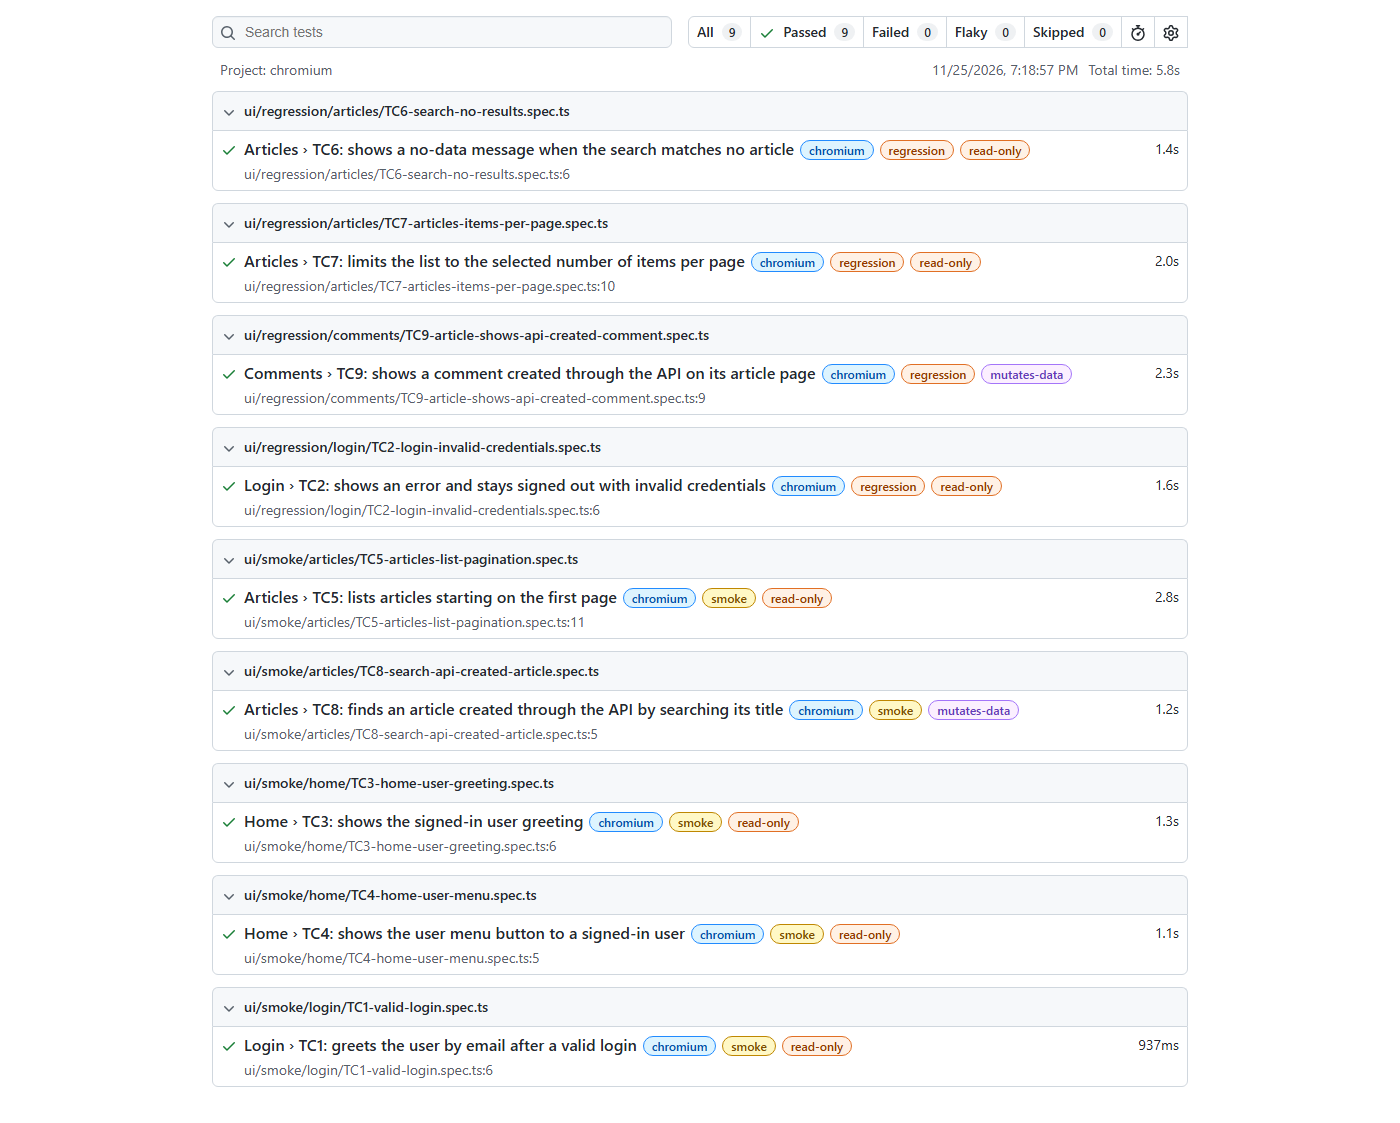 Search tests
All 9 Passed 9 Failed 0 Flaky 0 Skipped 0
Project: chromium 11/25/2026, 7:18:57 PM Total time: 5.8s
ui/regression/articles/TC6-search-no-results.spec.ts
Articles › TC6: shows a no-data message when the search matches no article chromium regression read-only 1.4s
ui/regression/articles/TC6-search-no-results.spec.ts:6
ui/regression/articles/TC7-articles-items-per-page.spec.ts
Articles › TC7: limits the list to the selected number of items per page chromium regression read-only 2.0s
ui/regression/articles/TC7-articles-items-per-page.spec.ts:10
ui/regression/comments/TC9-article-shows-api-created-comment.spec.ts
Comments › TC9: shows a comment created through the API on its article page chromium regression mutates-data 2.3s
ui/regression/comments/TC9-article-shows-api-created-comment.spec.ts:9
ui/regression/login/TC2-login-invalid-credentials.spec.ts
Login › TC2: shows an error and stays signed out with invalid credentials chromium regression read-only 1.6s
ui/regression/login/TC2-login-invalid-credentials.spec.ts:6
ui/smoke/articles/TC5-articles-list-pagination.spec.ts
Articles › TC5: lists articles starting on the first page chromium smoke read-only 2.8s
ui/smoke/articles/TC5-articles-list-pagination.spec.ts:11
ui/smoke/articles/TC8-search-api-created-article.spec.ts
Articles › TC8: finds an article created through the API by searching its title chromium smoke mutates-data 1.2s
ui/smoke/articles/TC8-search-api-created-article.spec.ts:5
ui/smoke/home/TC3-home-user-greeting.spec.ts
Home › TC3: shows the signed-in user greeting chromium smoke read-only 1.3s
ui/smoke/home/TC3-home-user-greeting.spec.ts:6
ui/smoke/home/TC4-home-user-menu.spec.ts
Home › TC4: shows the user menu button to a signed-in user chromium smoke read-only 1.1s
ui/smoke/home/TC4-home-user-menu.spec.ts:5
ui/smoke/login/TC1-valid-login.spec.ts
Login › TC1: greets the user by email after a valid login chromium smoke read-only 937ms
ui/smoke/login/TC1-valid-login.spec.ts:6